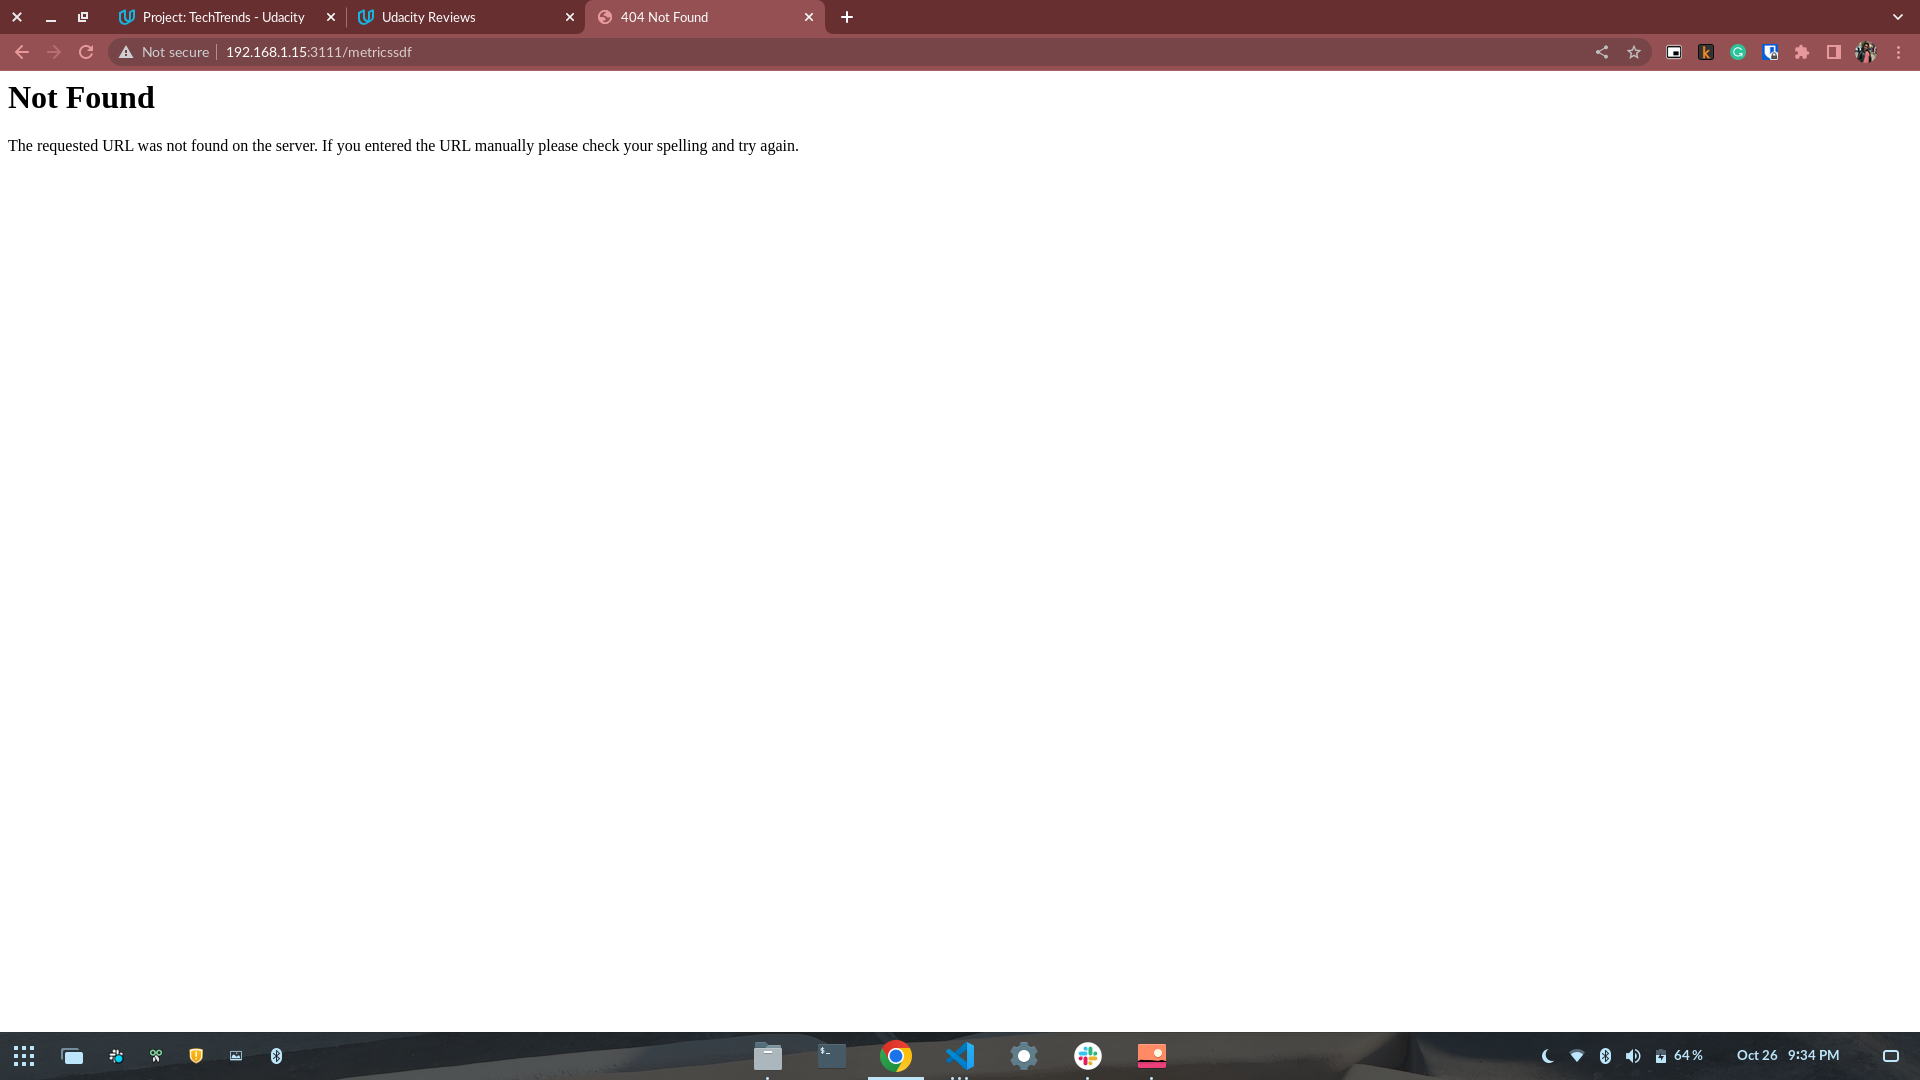 Project: TechTrends - Udacity
Udacity Reviews
404 Not Found
Not secure
192.168.1.15:3111/metricssdf
Not Found
The requested URL was not found on the server. If you entered the URL manually please check your spelling and try again.
64 %
Oct 26 9:34 PM